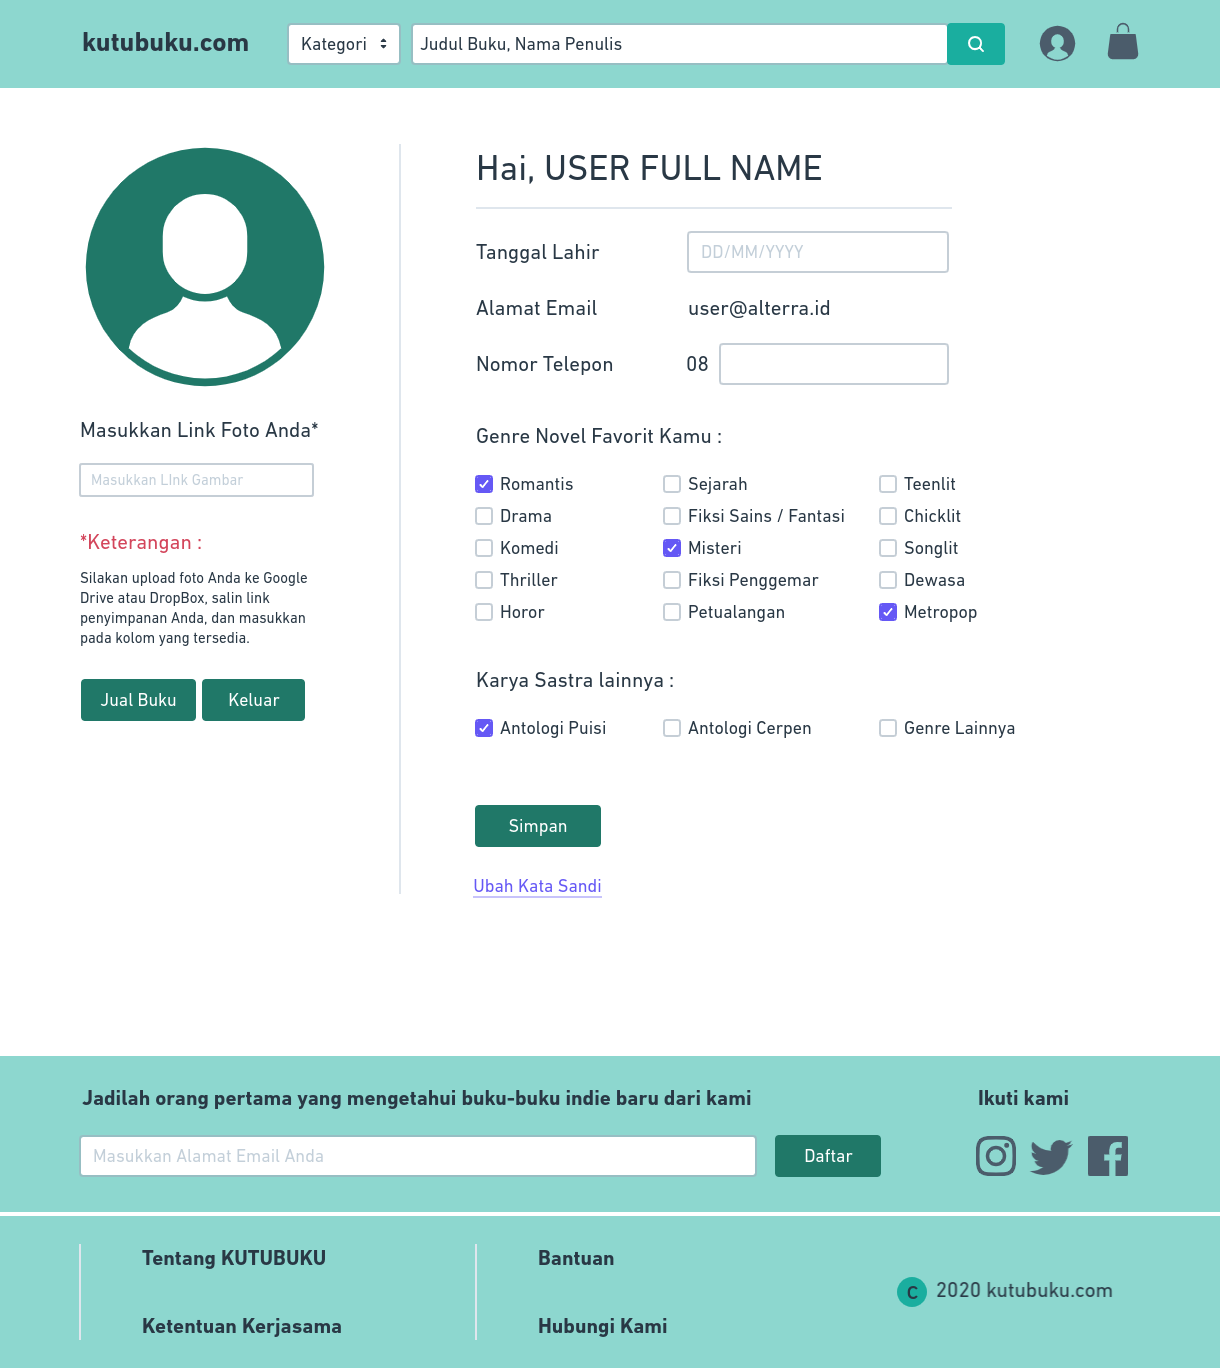 kutubuku.com
Kategori
Judul Buku, Nama Penulis
Masukkan Link Foto Anda*
Masukkan LInk Gambar
*Keterangan :
Silakan upload foto Anda ke Google
Drive atau DropBox, salin link
penyimpanan Anda, dan masukkan
pada kolom yang tersedia.
Jual Buku
Keluar
Hai, USER FULL NAME
Tanggal Lahir
DD/MM/YYYY
Alamat Email
user@alterra.id
Nomor Telepon
08
Genre Novel Favorit Kamu :
Romantis
Sejarah
Teenlit
Drama
Fiksi Sains / Fantasi
Chicklit
Komedi
Misteri
Songlit
Thriller
Fiksi Penggemar
Dewasa
Horor
Petualangan
Metropop
Karya Sastra lainnya :
Antologi Puisi
Antologi Cerpen
Genre Lainnya
Simpan
Ubah Kata Sandi
Jadilah orang pertama yang mengetahui buku-buku indie baru dari kami
Ikuti kami
Masukkan Alamat Email Anda
Daftar
Tentang KUTUBUKU
Bantuan
C 2020 kutubuku.com
Ketentuan Kerjasama
Hubungi Kami